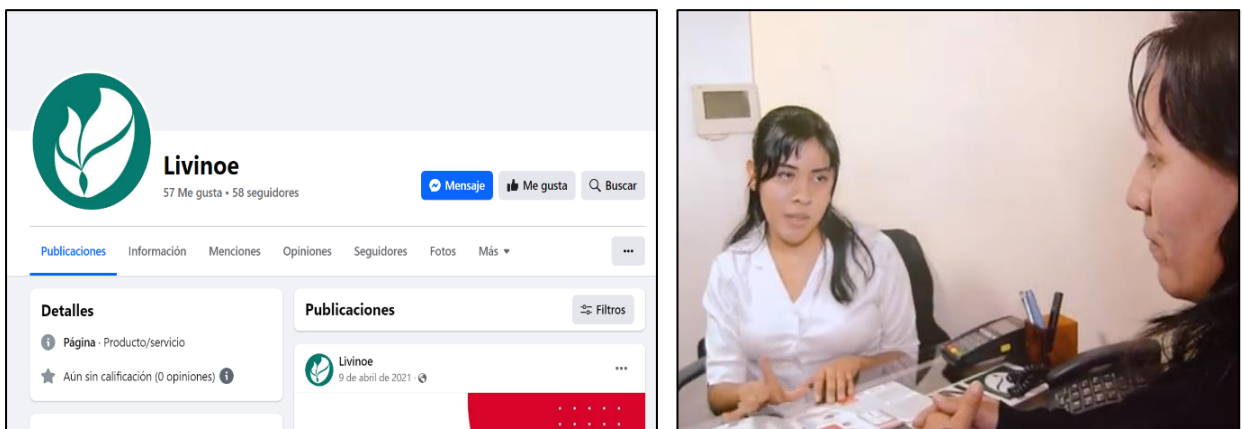 Livinoe
57 Me gusta • 58 seguidores
Mensaje
Me gusta
Buscar
Publicaciones
Información
Menciones
Opiniones
Seguidores
Fotos
Más
Detalles
Página · Producto/servicio
Aún sin calificación (0 opiniones)
Publicaciones
Filtros
Livinoe
9 de abril de 2021 ·